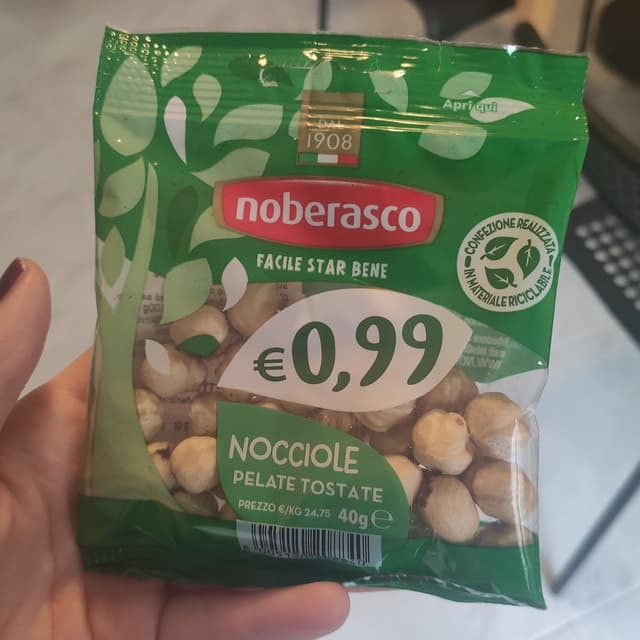 Apri qui
DAL
1908
noberasco
FACILE STAR BENE
CONFEZIONE REALIZZATA
IN MATERIALE RICICLABILE
€0,99
NOCCIOLE
PELATE TOSTATE
PREZZO €/KG 24,75 40g e